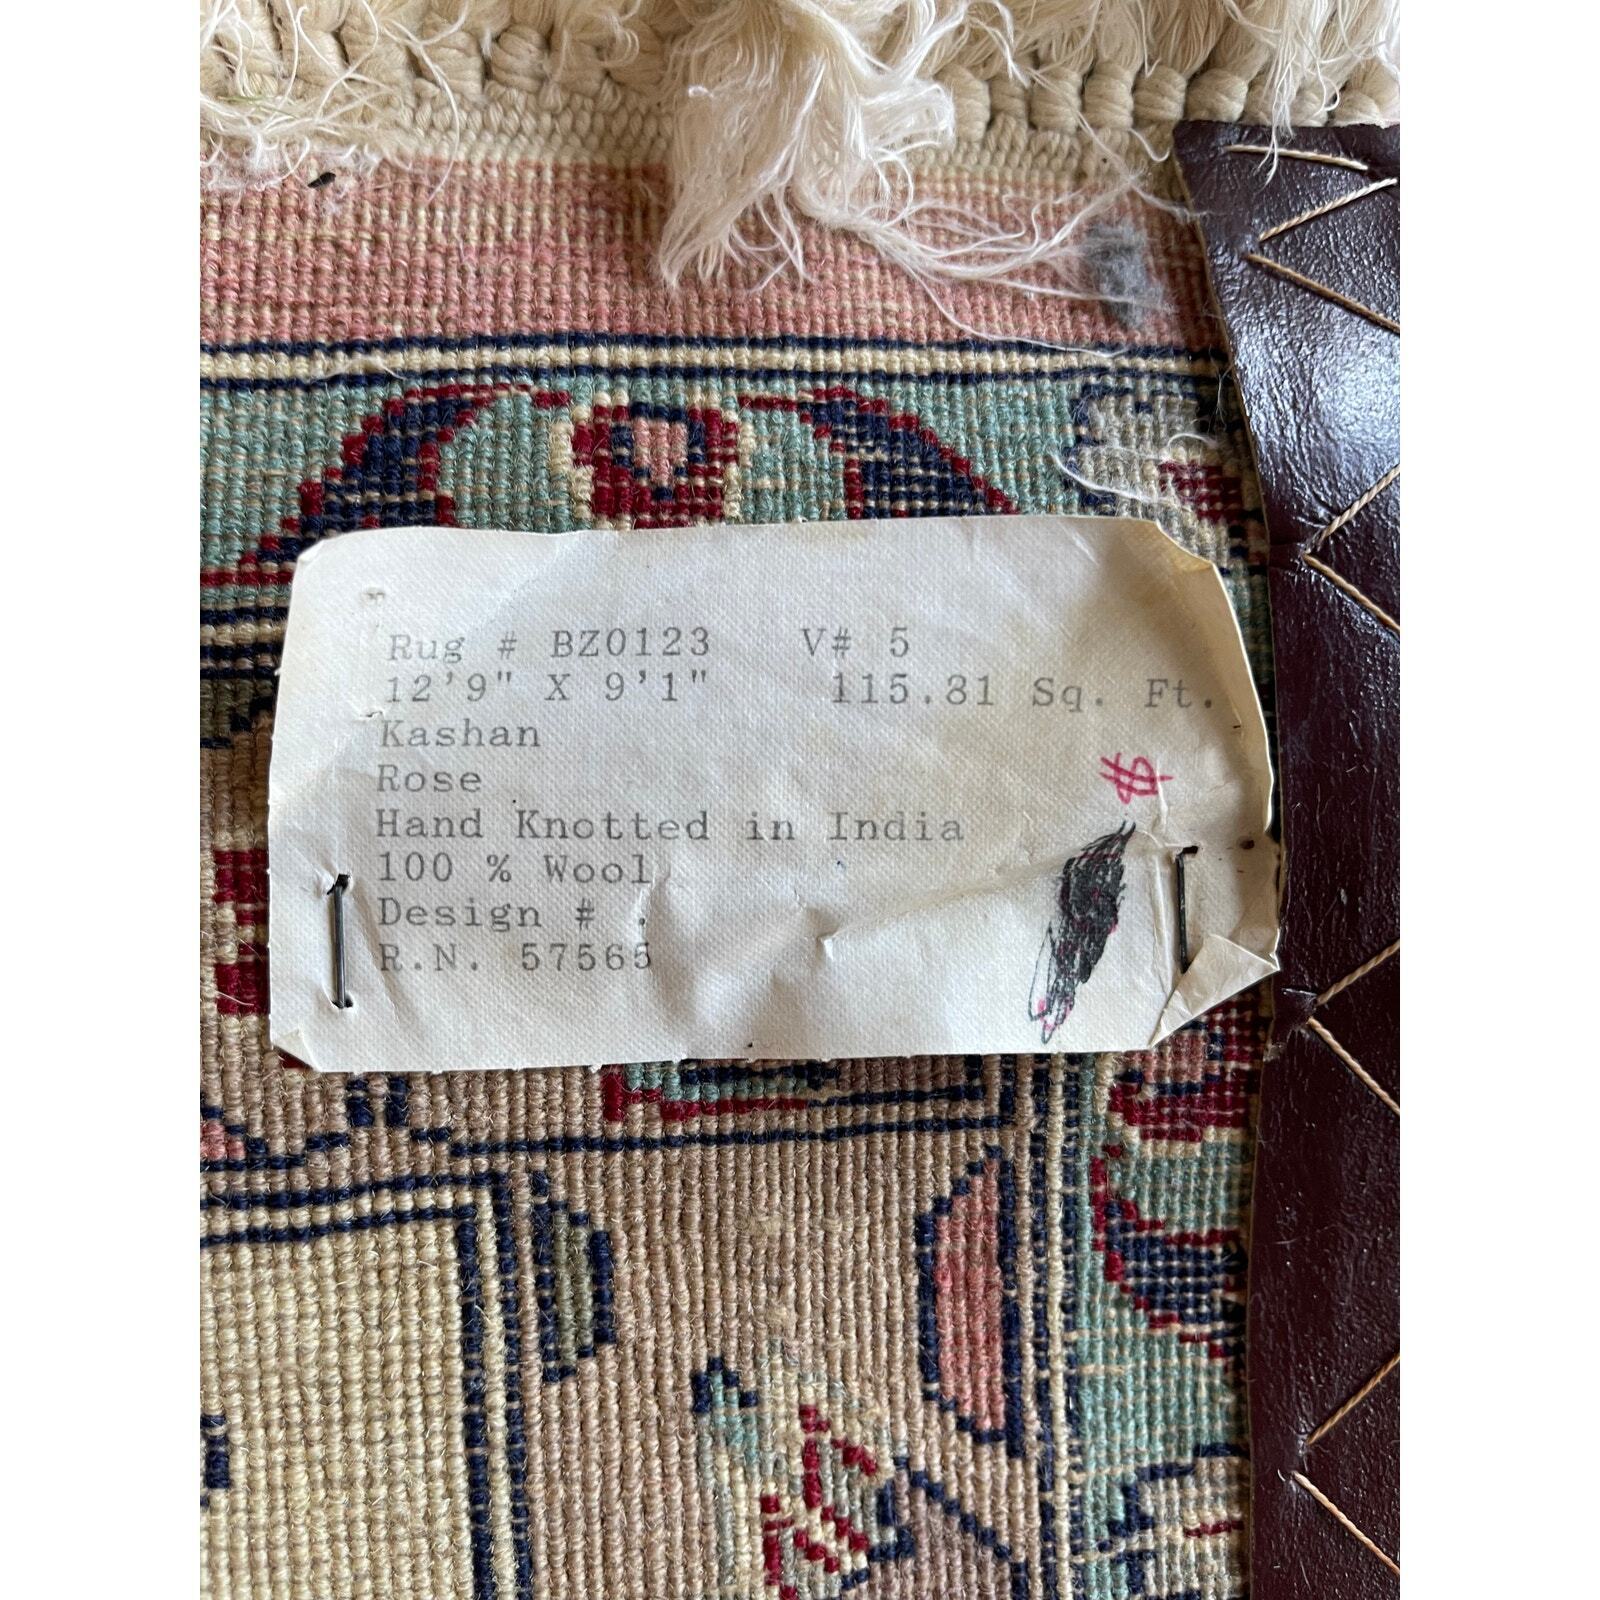 Rug # BZ0123 V# 5
12'9" X 9'1" 115.81 Sq. Ft.
Kashan
Rose
$
Hand Knotted in India
100 % Wool
Design # .
R.N. 57565